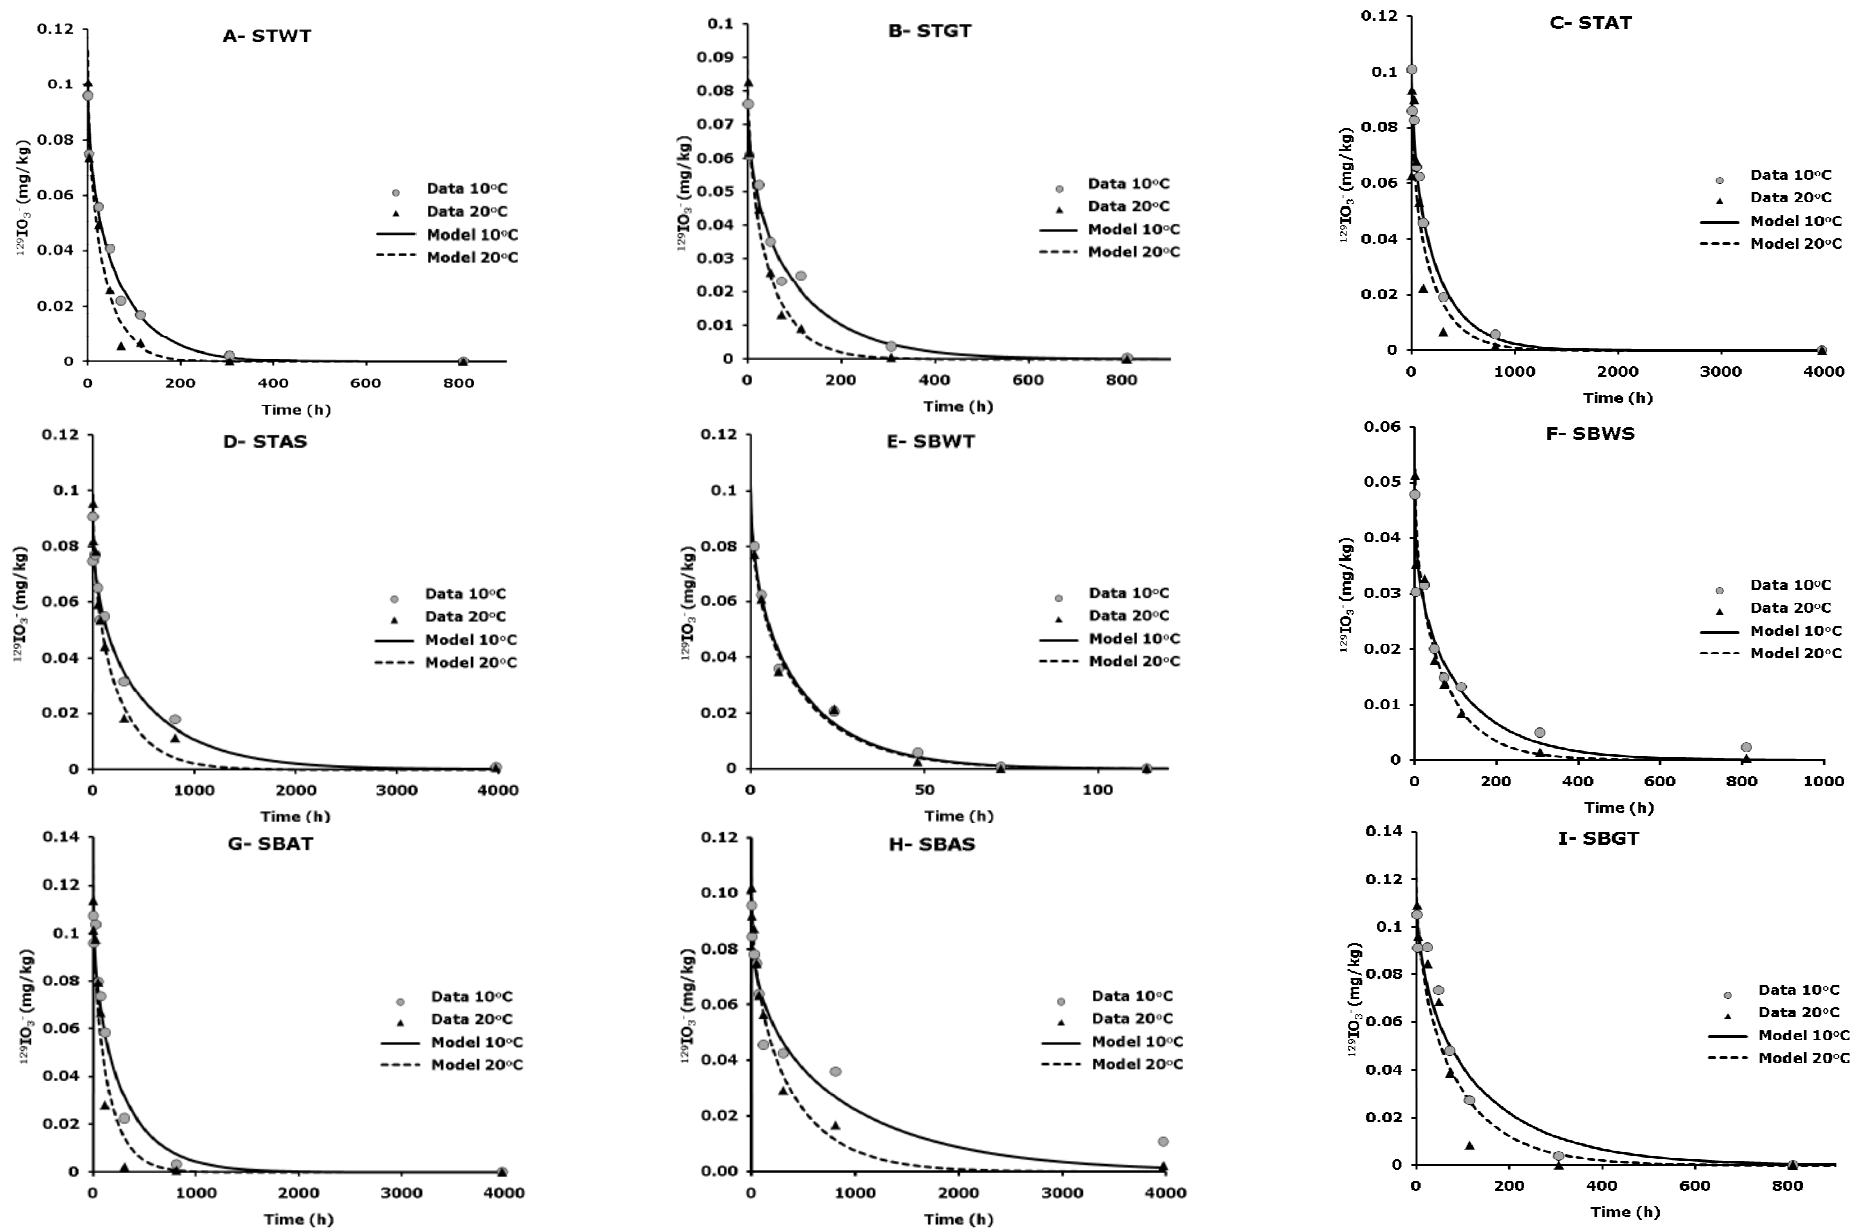 A- STWT
0.12
0.1
0.08
0.06
0.04
0.02
0
0 200 400 600 800
¹²⁹IO₃⁻ (mg/kg)
Time (h)
Data 10°C
Data 20°C
Model 10°C
Model 20°C
B- STGT
0.1
0.09
0.08
0.07
0.06
0.05
0.04
0.03
0.02
0.01
0
0 200 400 600 800
¹²⁹IO₃⁻ (mg/kg)
Time (h)
Data 10°C
Data 20°C
Model 10°C
Model 20°C
C- STAT
0.12
0.1
0.08
0.06
0.04
0.02
0
0 1000 2000 3000 4000
¹²⁹IO₃⁻ (mg/kg)
Time (h)
Data 10°C
Data 20°C
Model 10°C
Model 20°C
D- STAS
0.12
0.1
0.08
0.06
0.04
0.02
0
0 1000 2000 3000 4000
¹²⁹IO₃⁻ (mg/kg)
Time (h)
Data 10°C
Data 20°C
Model 10°C
Model 20°C
E- SBWT
0.12
0.1
0.08
0.06
0.04
0.02
0
0 50 100
¹²⁹IO₃⁻ (mg/kg)
Time (h)
Data 10°C
Data 20°C
Model 10°C
Model 20°C
F- SBWS
0.06
0.05
0.04
0.03
0.02
0.01
0
0 200 400 600 800 1000
¹²⁹IO₃⁻ (mg/kg)
Time (h)
Data 10°C
Data 20°C
Model 10°C
Model 20°C
G- SBAT
0.14
0.12
0.1
0.08
0.06
0.04
0.02
0
0 1000 2000 3000 4000
¹²⁹IO₃⁻ (mg/kg)
Time (h)
Data 10°C
Data 20°C
Model 10°C
Model 20°C
H- SBAS
0.12
0.10
0.08
0.06
0.04
0.02
0.00
0 1000 2000 3000 4000
¹²⁹IO₃⁻ (mg/kg)
Time (h)
Data 10°C
Data 20°C
Model 10°C
Model 20°C
I- SBGT
0.14
0.12
0.1
0.08
0.06
0.04
0.02
0
0 200 400 600 800
¹²⁹IO₃⁻ (mg/kg)
Time (h)
Data 10°C
Data 20°C
Model 10°C
Model 20°C